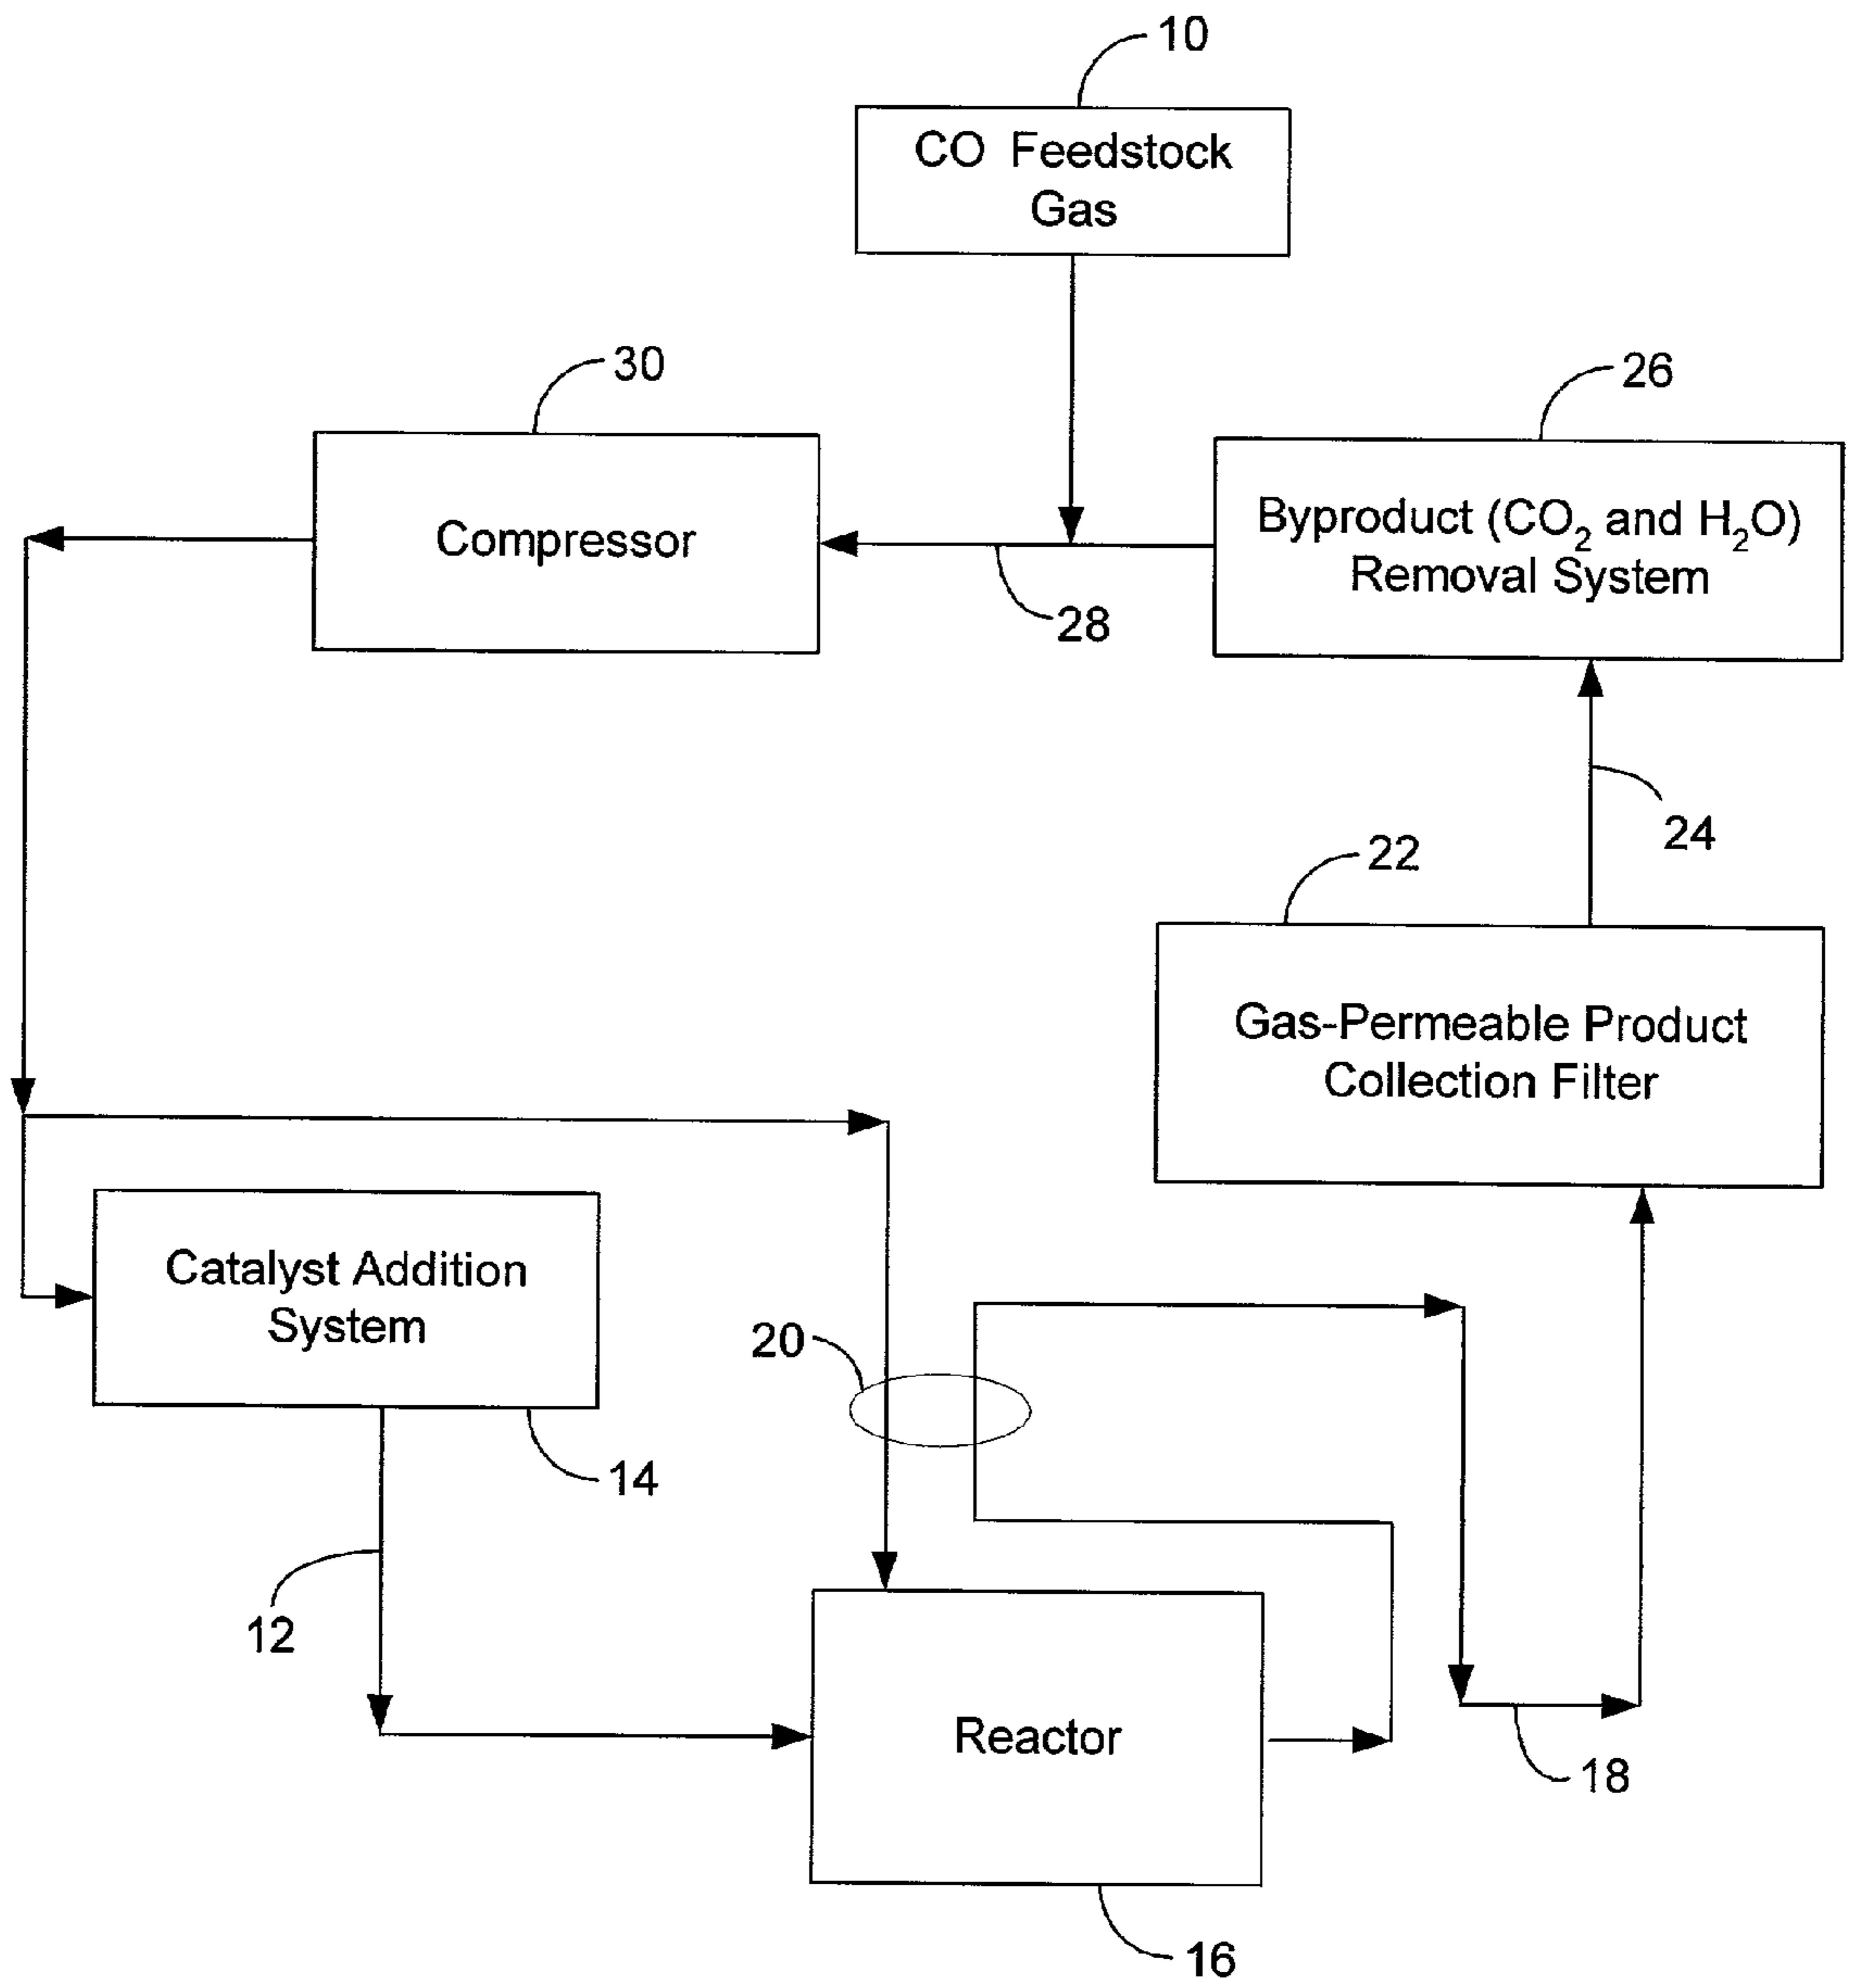 10
CO Feedstock
Gas
30
26
Compressor
Byproduct (CO₂ and H₂O)
Removal System
28
24
22
Gas-Permeable Product
Collection Filter
Catalyst Addition
System
20
14
12
Reactor
18
16